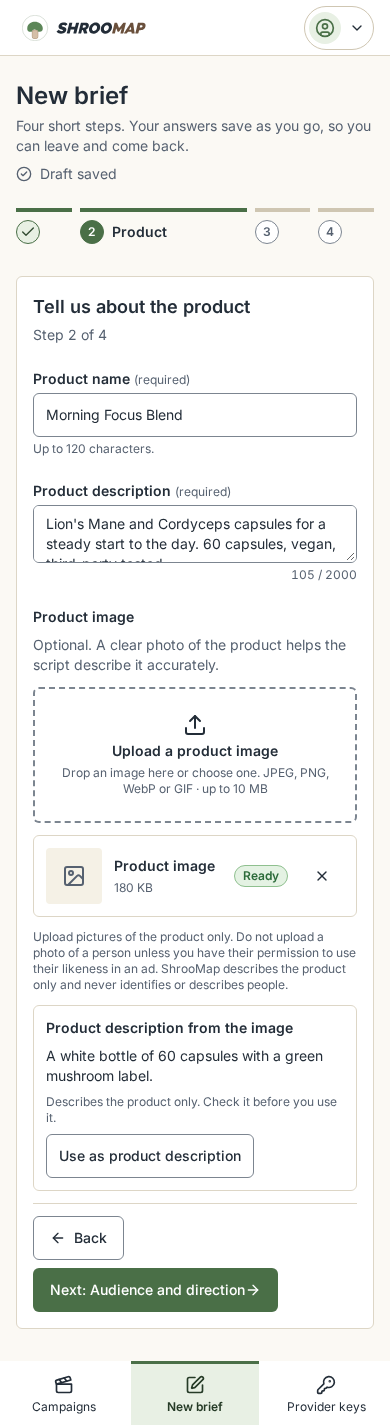 SHROOMAP
New brief
Four short steps. Your answers save as you go, so you
can leave and come back.
Draft saved
2 Product 3 4
Tell us about the product
Step 2 of 4
Product name (required)
Morning Focus Blend
Up to 120 characters.
Product description (required)
Lion's Mane and Cordyceps capsules for a
steady start to the day. 60 capsules, vegan,
third-party tested
105 / 2000
Product image
Optional. A clear photo of the product helps the
script describe it accurately.
Upload a product image
Drop an image here or choose one. JPEG, PNG,
WebP or GIF · up to 10 MB
Product image
180 KB
Ready
Upload pictures of the product only. Do not upload a
photo of a person unless you have their permission to use
their likeness in an ad. ShrooMap describes the product
only and never identifies or describes people.
Product description from the image
A white bottle of 60 capsules with a green
mushroom label.
Describes the product only. Check it before you use
it.
Use as product description
Back
Next: Audience and direction
Campaigns New brief Provider keys